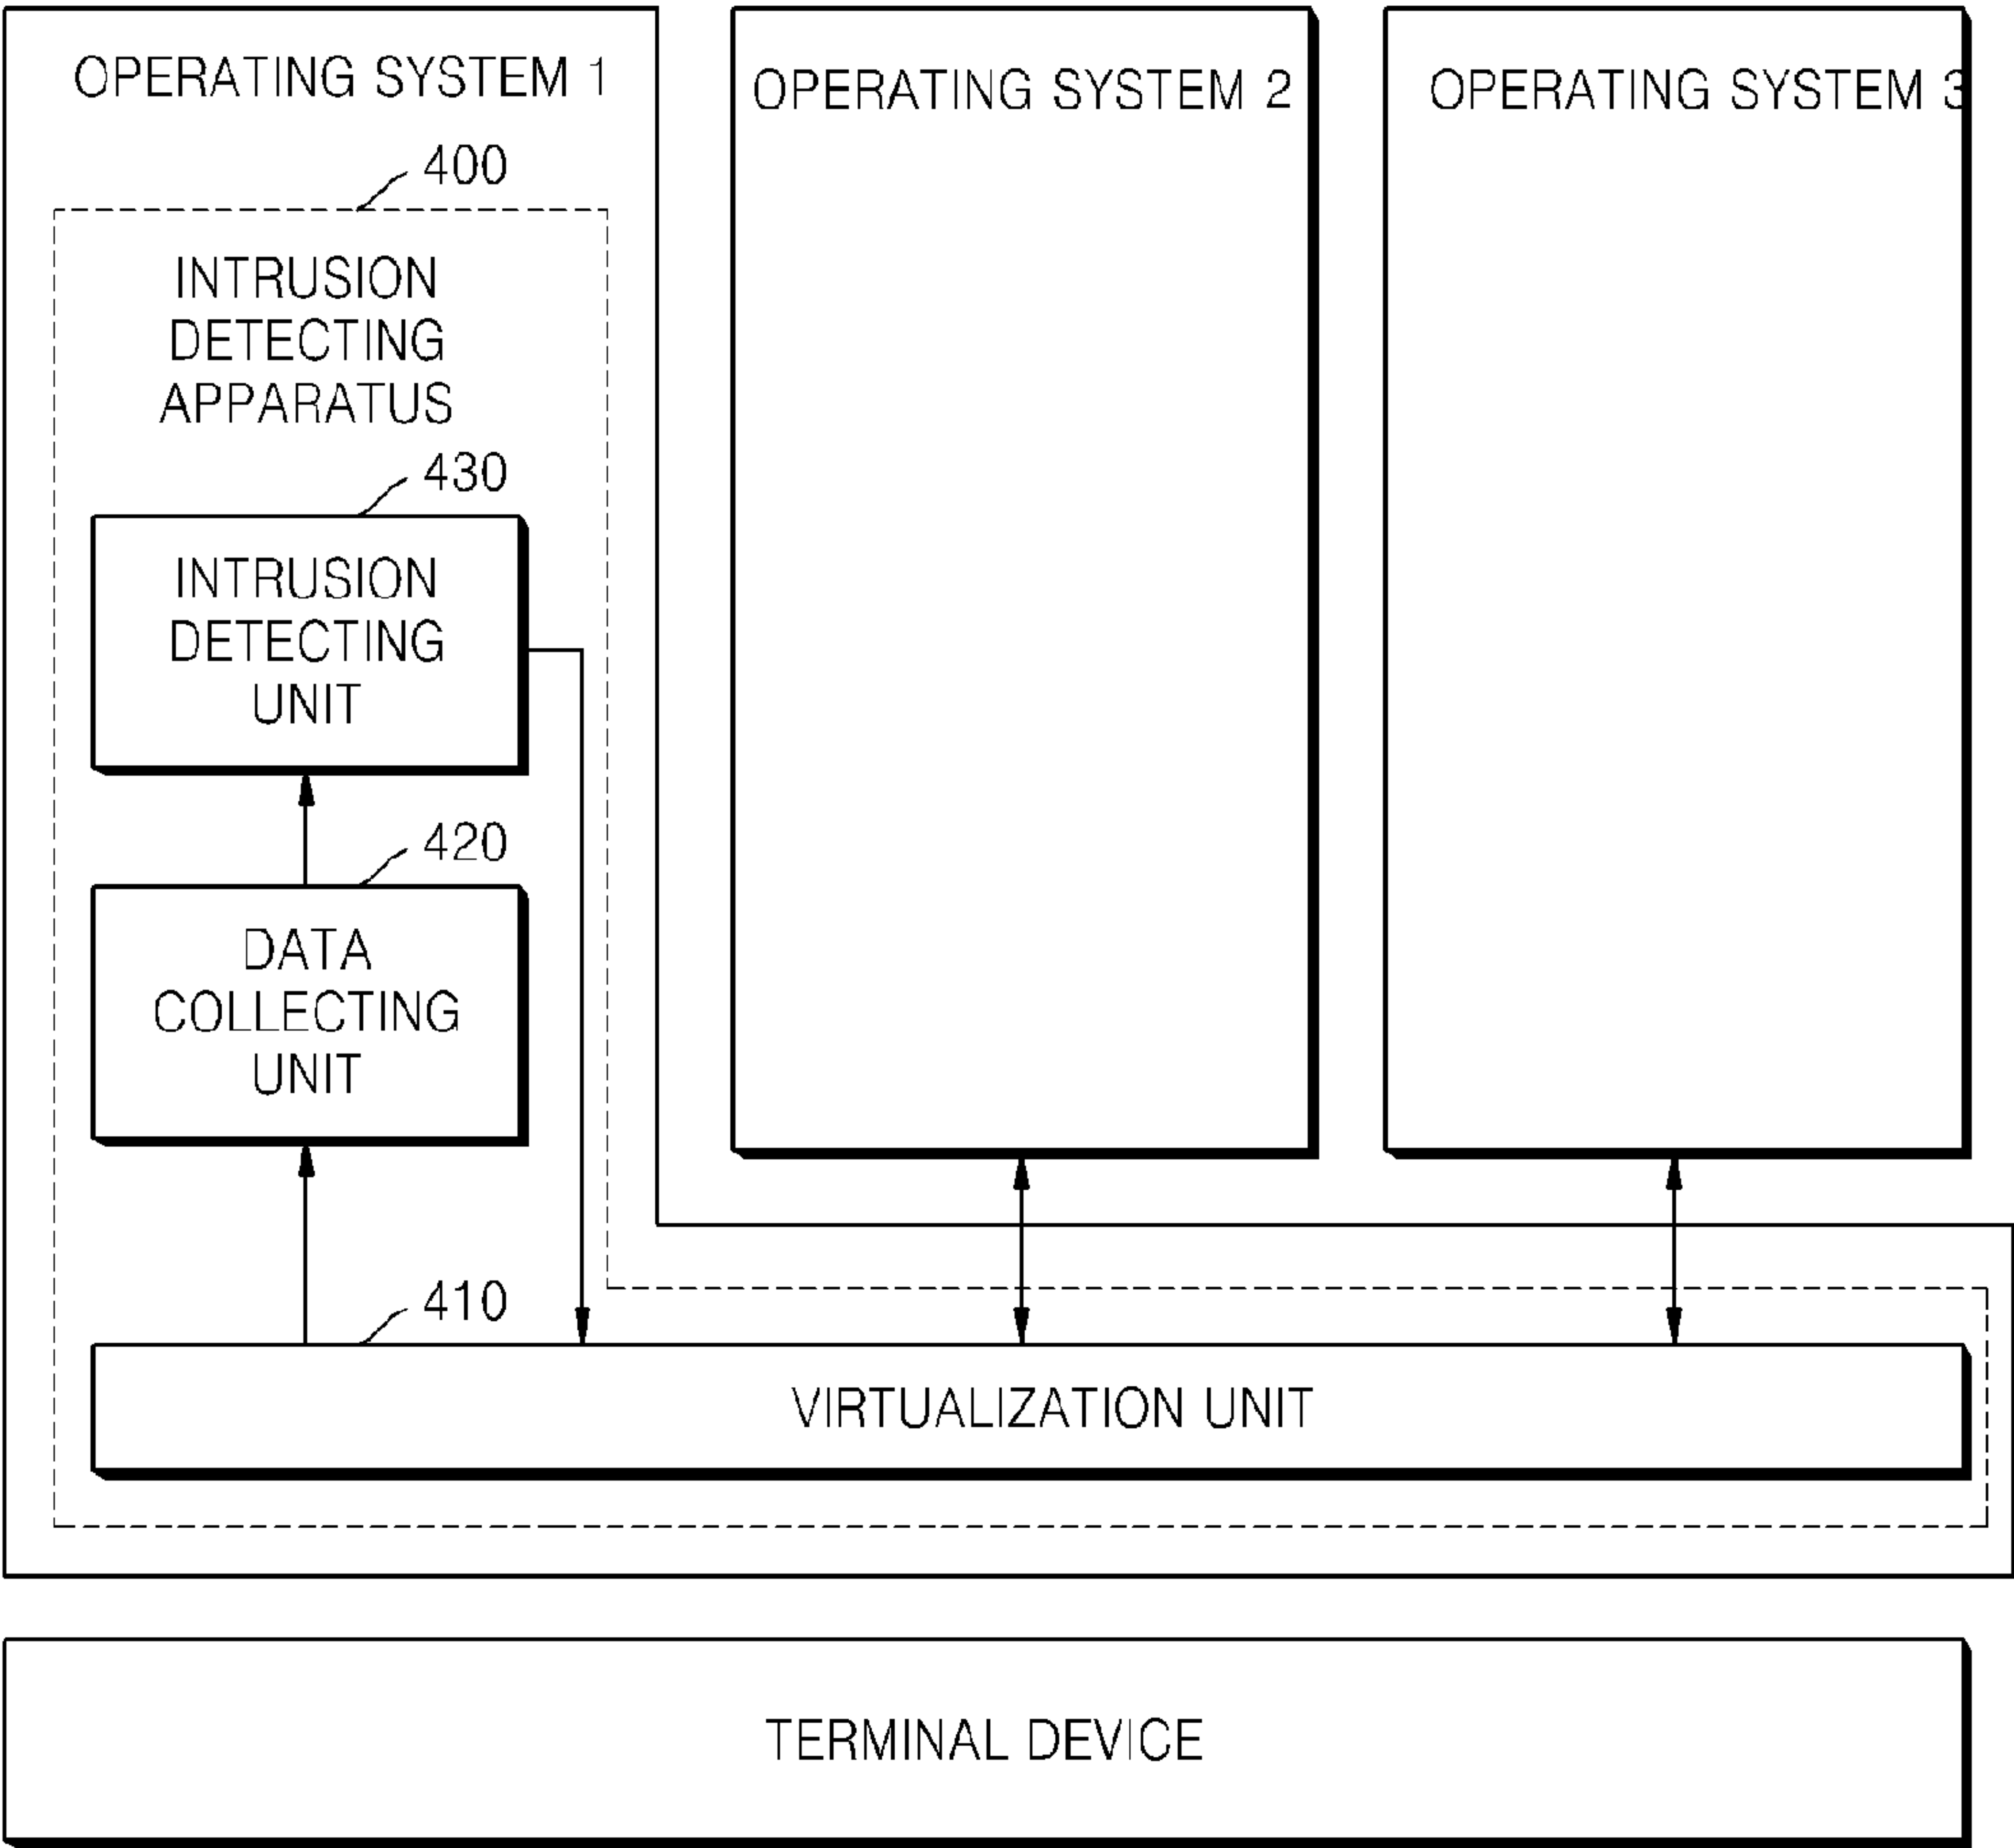 OPERATING SYSTEM 1
OPERATING SYSTEM 2
OPERATING SYSTEM 3
400
INTRUSION
DETECTING
APPARATUS
430
INTRUSION
DETECTING
UNIT
420
DATA
COLLECTING
UNIT
410
VIRTUALIZATION UNIT
TERMINAL DEVICE